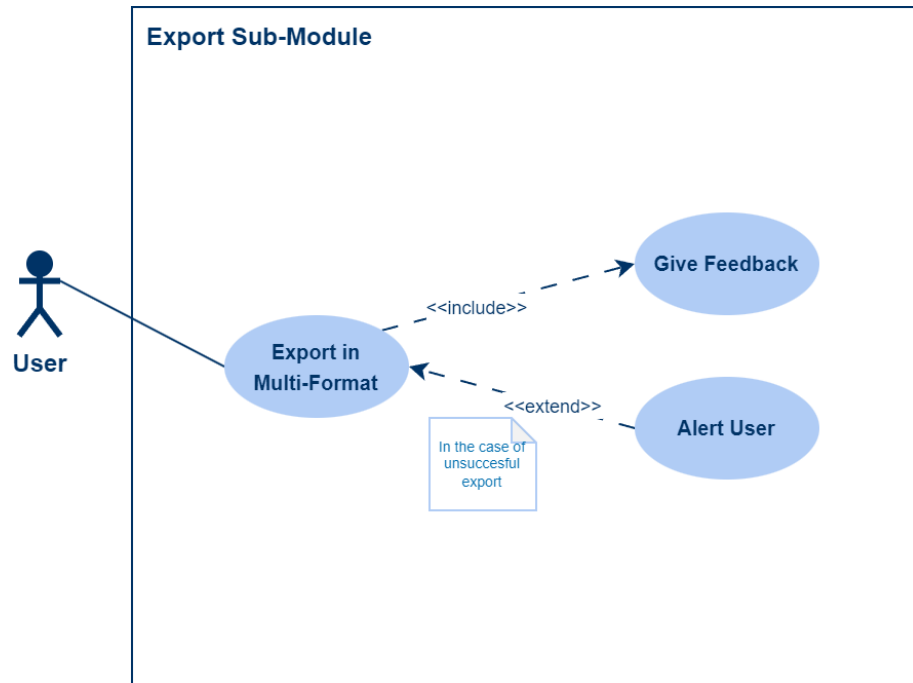 Export Sub-Module
Give Feedback
<<include>>
User
Export in
Multi-Format
<<extend>>
Alert User
In the case of
unsuccesful
export